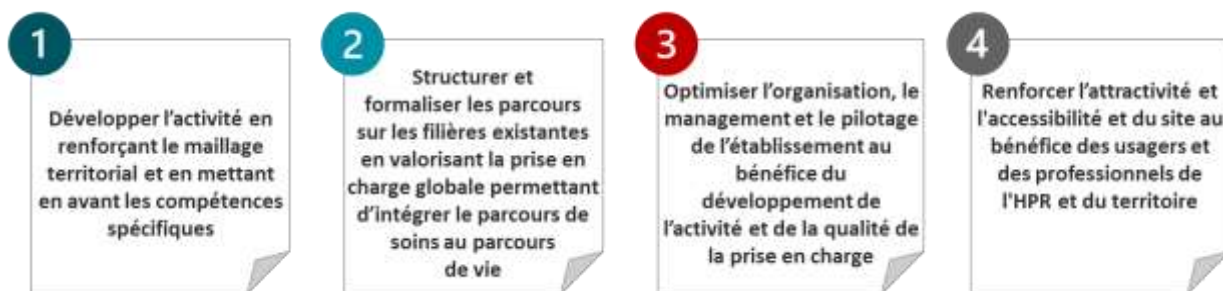 1
Développer l'activité en
renforçant le maillage
territorial et en mettant
en avant les compétences
spécifiques
2
Structurer et
formaliser les parcours
sur les filières existantes
en valorisant la prise en
charge globale permettant
d'intégrer le parcours de
soins au parcours
de vie
3
Optimiser l'organisation, le
management et le pilotage
de l'établissement au
bénéfice du
développement de
l'activité et de la qualité de
la prise en charge
4
Renforcer l'attractivité et
l'accessibilité et du site au
bénéfice des usagers et
des professionnels de
l'HPR et du territoire